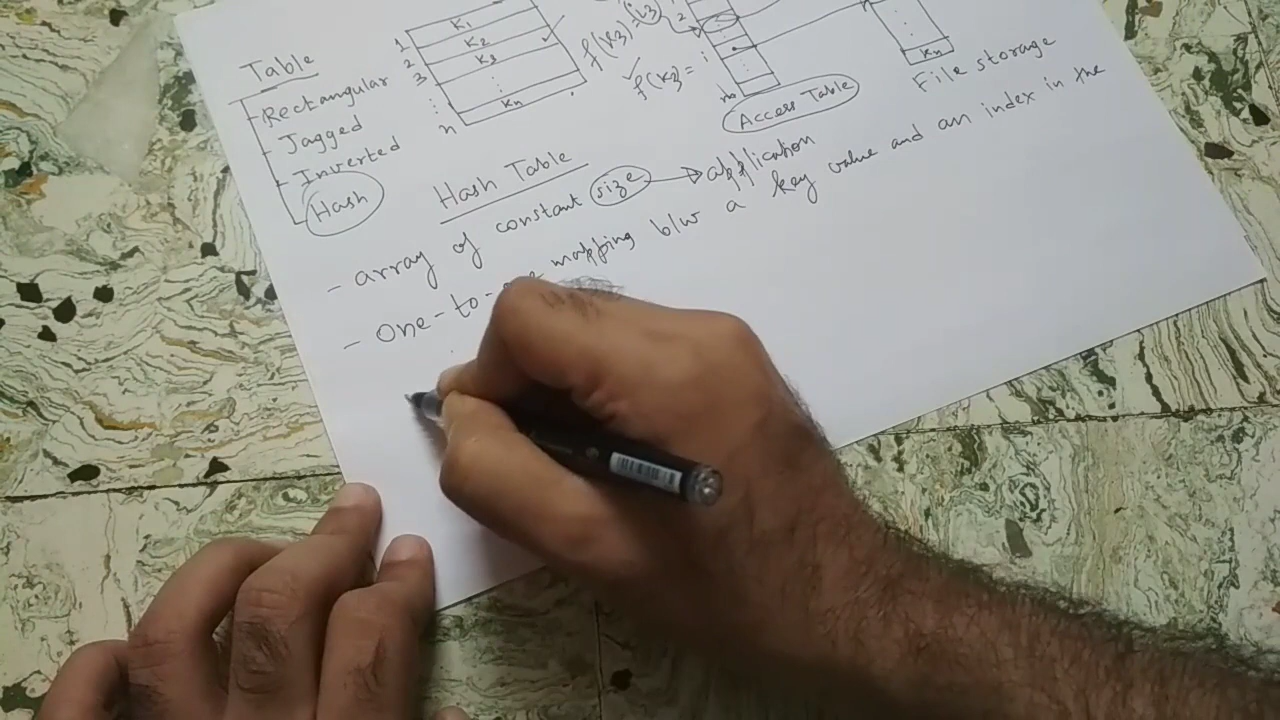 Table
Rectangular
Jagged
Inverted
Hash
1
2
3
n
K1
K2
K3
Kn
f(K3)=
✓f(K3)=
2
i
m
Access Table
Kn
File storage
Hash Table
- array of constant size → application
- One-to- mapping b/w a key value and an index in the